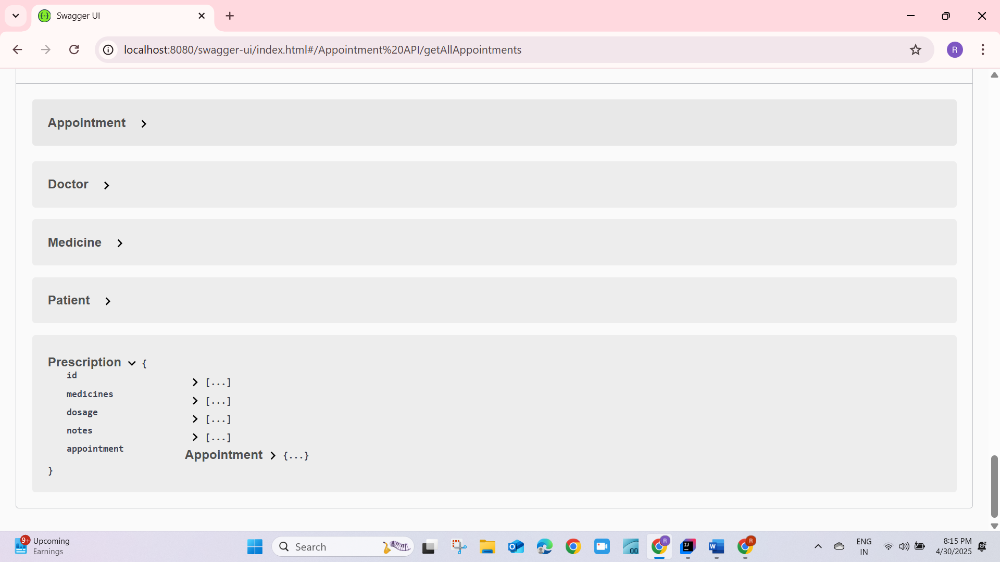 Swagger UI
localhost:8080/swagger-ui/index.html#/Appointment%20API/getAllAppointments
R
Appointment
Doctor
Medicine
Patient
Prescription {
id [...]
medicines [...]
dosage [...]
notes [...]
appointment Appointment {...}
}
9+ Upcoming
Earnings
Search
ENG
IN
8:15 PM
4/30/2025